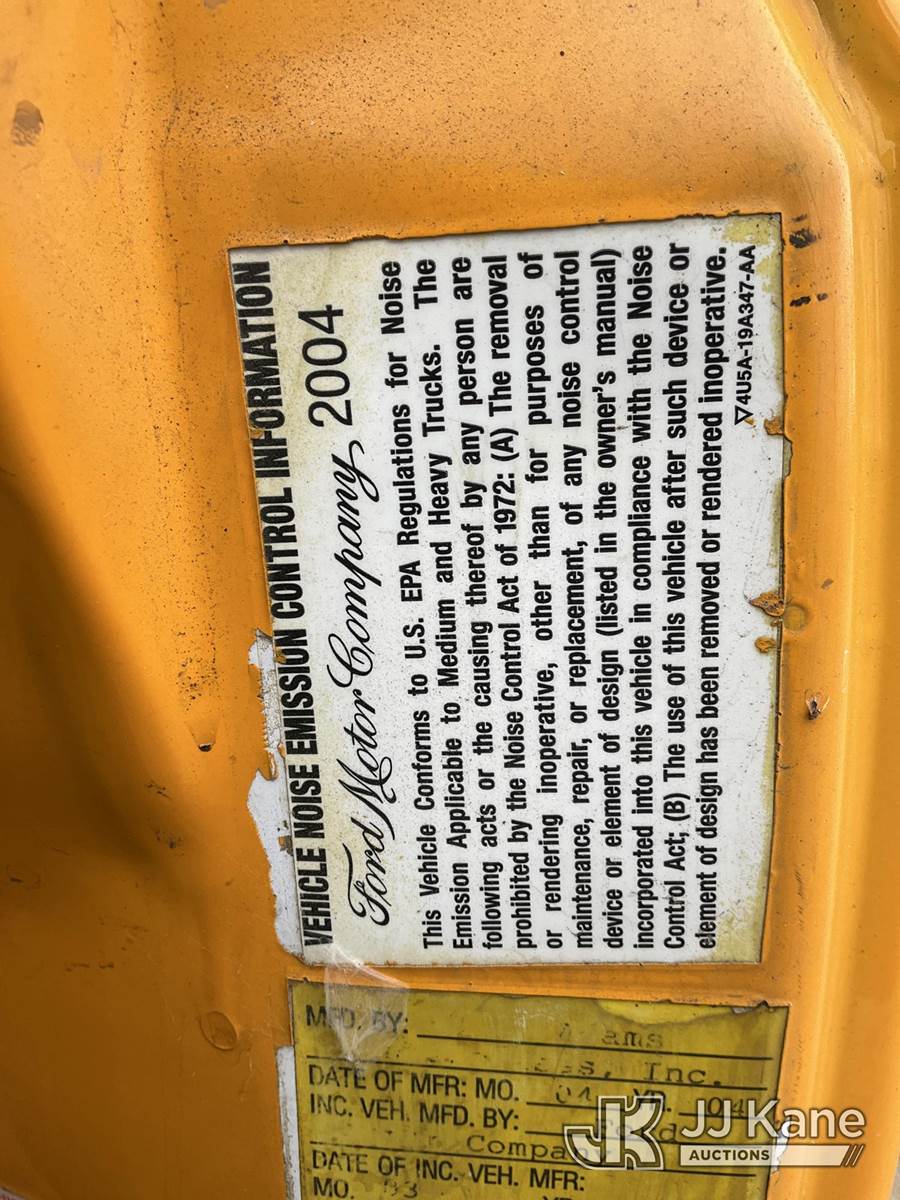 VEHICLE NOISE EMISSION CONTROL INFORMATION
Ford Motor Company 2004
This Vehicle Conforms to U.S. EPA Regulations for Noise
Emission Applicable to Medium and Heavy Trucks. The
following acts or the causing thereof by any person are
prohibited by the Noise Control Act of 1972: (A) The removal
or rendering inoperative, other than for purposes of
maintenance, repair, or replacement, of any noise control
device or element of design (listed in the owner's manual)
incorporated into this vehicle in compliance with the Noise
Control Act; (B) The use of this vehicle after such device or
element of design has been removed or rendered inoperative.
▽4U5A-19A347-AA
MFD. BY:
Inc.
DATE OF MFR: MO. 04 YR. 04
INC. VEH. MFD. BY:
Company
DATE OF INC. VEH. MFR:
MO. 03
JJ Kane
AUCTIONS